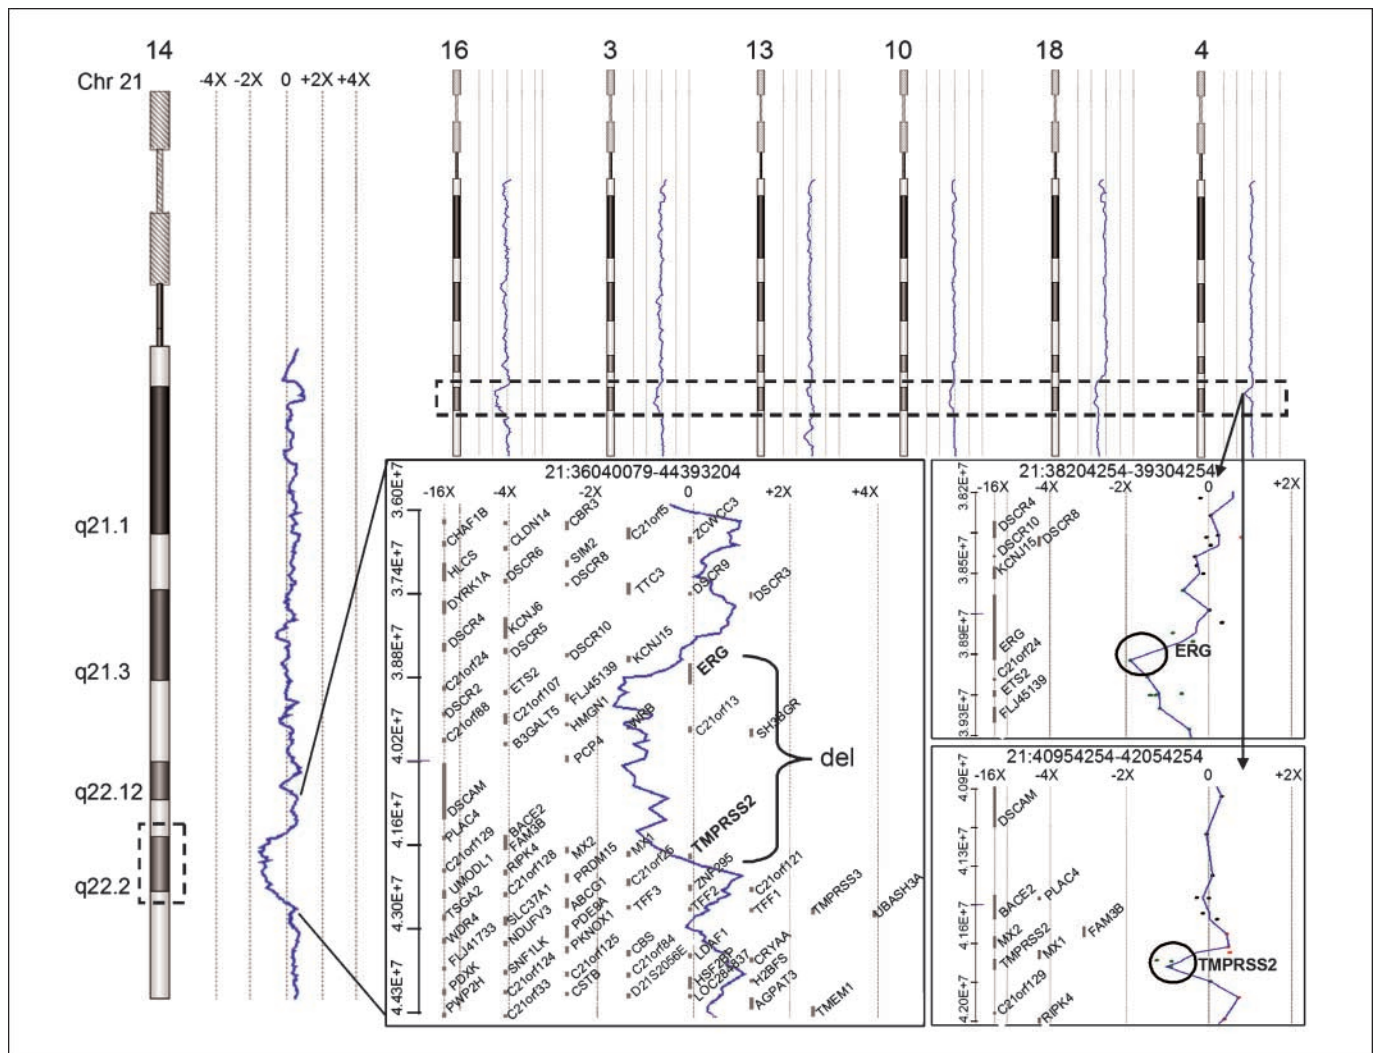 14 16 3 13 10 18 4
Chr 21 -4X -2X 0 +2X +4X
q21.1
q21.3
q22.12
q22.2
21:36040079-44393204
-16X -4X -2X 0 +2X +4X
3.60E+7
3.74E+7
3.88E+7
4.02E+7
4.16E+7
4.30E+7
4.43E+7
CHAF1B CLDN14 CBR3 C21orf5 ZCWCC3
HLCS DSCR6 SIM2
DYRK1A DSCR8 TTC3 DSCR9 DSCR3
DSCR4 KCNJ6
DSCR5 DSCR10 KCNJ15
C21orf24 ETS2 FLJ45139 ERG
DSCR2 C21orf107 HMGN1 WRB C21orf13 SH3BGR
C21orf88 B3GALT5 PCP4
del
DSCAM
PLAC4 BACE2 TMPRSS2
C21orf129 FAM3B MX2 MX1
UMODL1 RIPK4 PRDM15 C21orf25 ZNF295 C21orf121
TSGA2 C21orf128 ABCG1 TFF3 TFF2 TFF1 TMPRSS3 UBASH3A
WDR4 SLC37A1 PDE9A
FLJ41733 NDUFV3 PKNOX1 CBS LDAF1 CRYAA
PDXK SNF1LK C21orf125 C21orf84 HSF2BP H2BFS
PWP2H C21orf124 CSTB D21S2056E LOC284837 AGPAT3 TMEM1
C21orf33
21:38204254-39304254
-16X -4X -2X 0 +2X
3.82E+7
3.85E+7
3.89E+7
3.93E+7
DSCR4
DSCR10 DSCR8
KCNJ15
ERG
C21orf24
ETS2
FLJ45139
ERG
21:40954254-42054254
-16X -4X -2X 0 +2X
4.09E+7
4.13E+7
4.16E+7
4.20E+7
DSCAM
BACE2 PLAC4
MX2 FAM3B
TMPRSS2 MX1
C21orf129
RIPK4
TMPRSS2